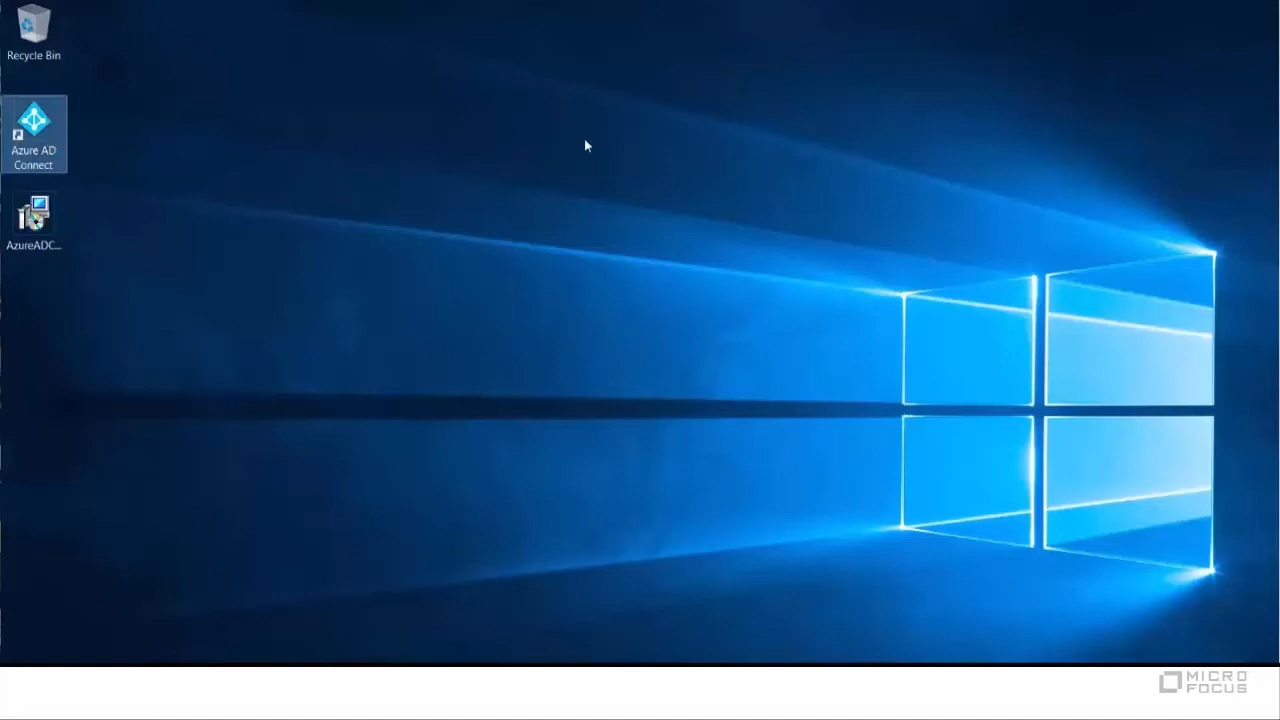 Recycle Bin
Azure AD
Connect
AzureADC...
MICRO
FOCUS